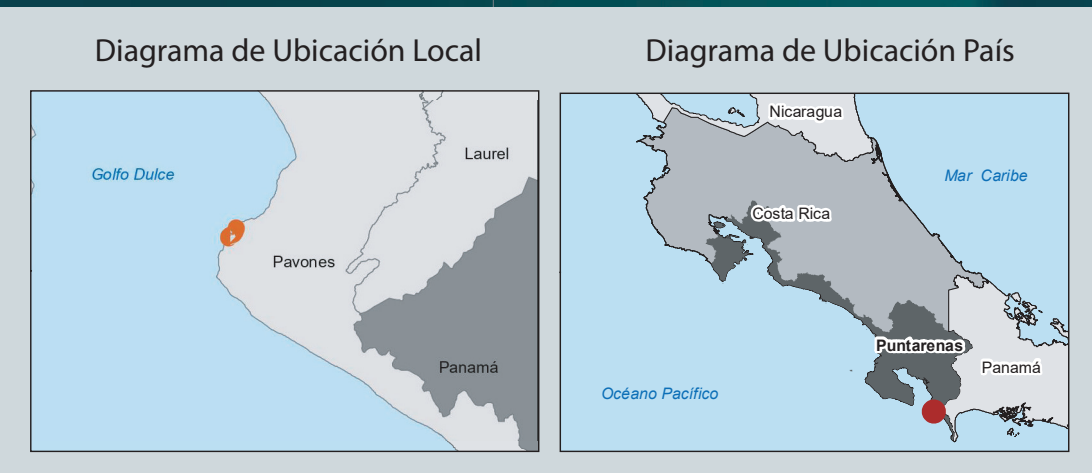 Diagrama de Ubicación Local
Diagrama de Ubicación País
Golfo Dulce
Laurel
Pavones
Panamá
Nicaragua
Mar Caribe
Costa Rica
Puntarenas
Panamá
Océano Pacífico